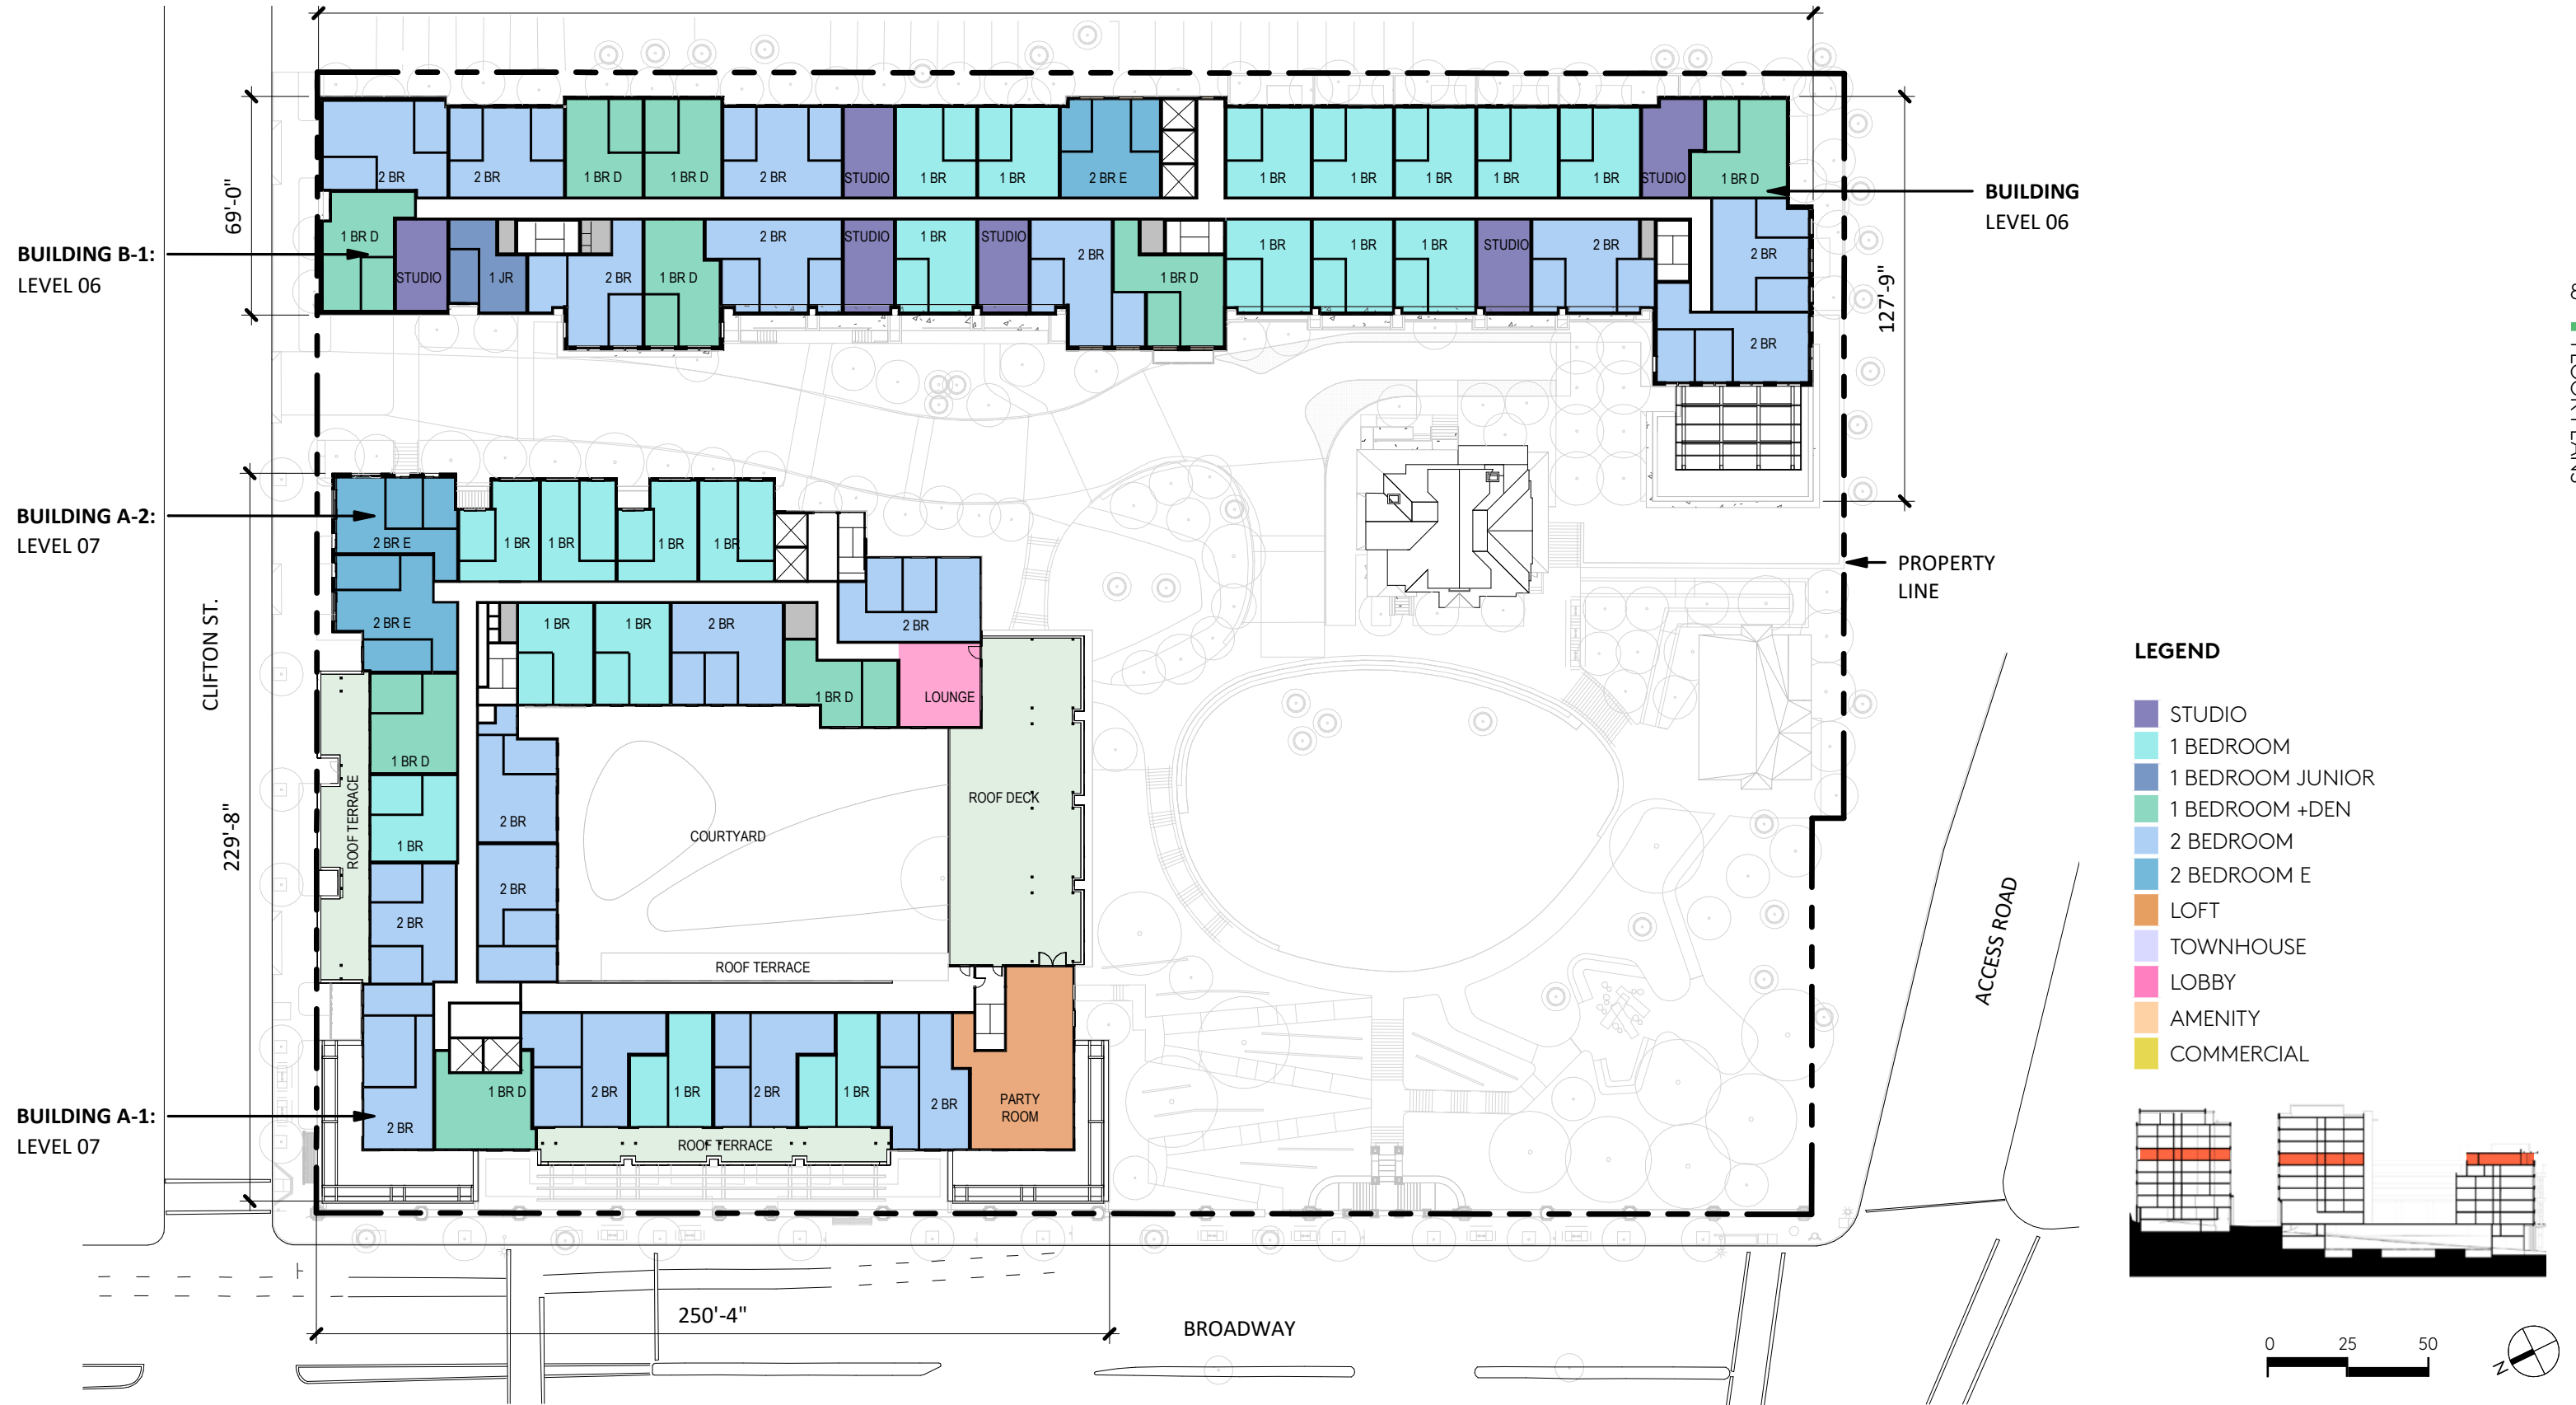 2 BR
2 BR
1 BR D
1 BR D
2 BR
STUDIO
1 BR
1 BR
2 BR E
1 BR
1 BR
1 BR
1 BR
1 BR
STUDIO
1 BR D
69'-0"
BUILDING
LEVEL 06
BUILDING B-1:
LEVEL 06
1 BR D
STUDIO
1 JR
2 BR
1 BR D
2 BR
STUDIO
1 BR
STUDIO
2 BR
1 BR D
1 BR
1 BR
1 BR
STUDIO
2 BR
2 BR
2 BR
127'-9"
BUILDING A-2:
LEVEL 07
2 BR E
1 BR
1 BR
1 BR
1 BR
PROPERTY
LINE
CLIFTON ST.
2 BR E
1 BR
1 BR
2 BR
2 BR
1 BR D
LOUNGE
LEGEND
STUDIO
1 BEDROOM
1 BEDROOM JUNIOR
1 BEDROOM +DEN
2 BEDROOM
2 BEDROOM E
LOFT
TOWNHOUSE
LOBBY
AMENITY
COMMERCIAL
1 BR D
ROOF TERRACE
229'-8"
1 BR
2 BR
2 BR
2 BR
COURTYARD
ROOF DECK
ROOF TERRACE
ACCESS ROAD
BUILDING A-1:
LEVEL 07
2 BR
1 BR D
2 BR
1 BR
2 BR
1 BR
2 BR
PARTY
ROOM
ROOF TERRACE
250'-4"
BROADWAY
0 25 50
N